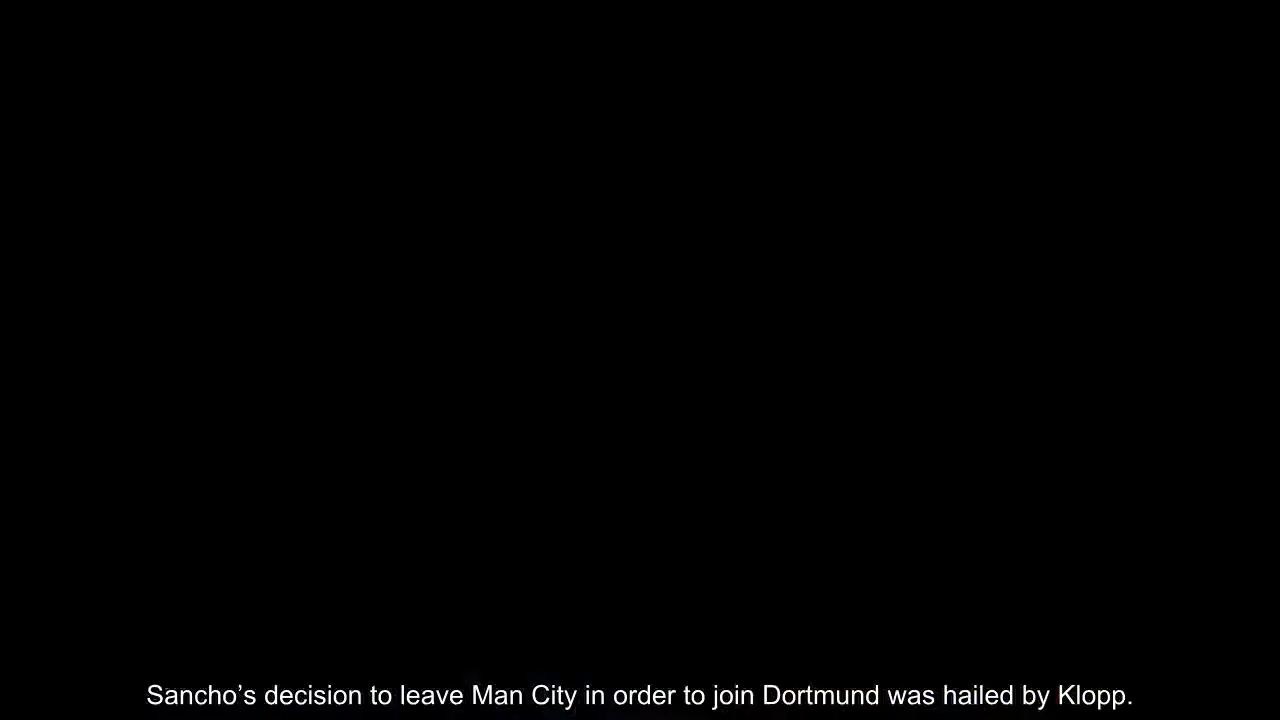 Sancho’s decision to leave Man City in order to join Dortmund was hailed by Klopp.